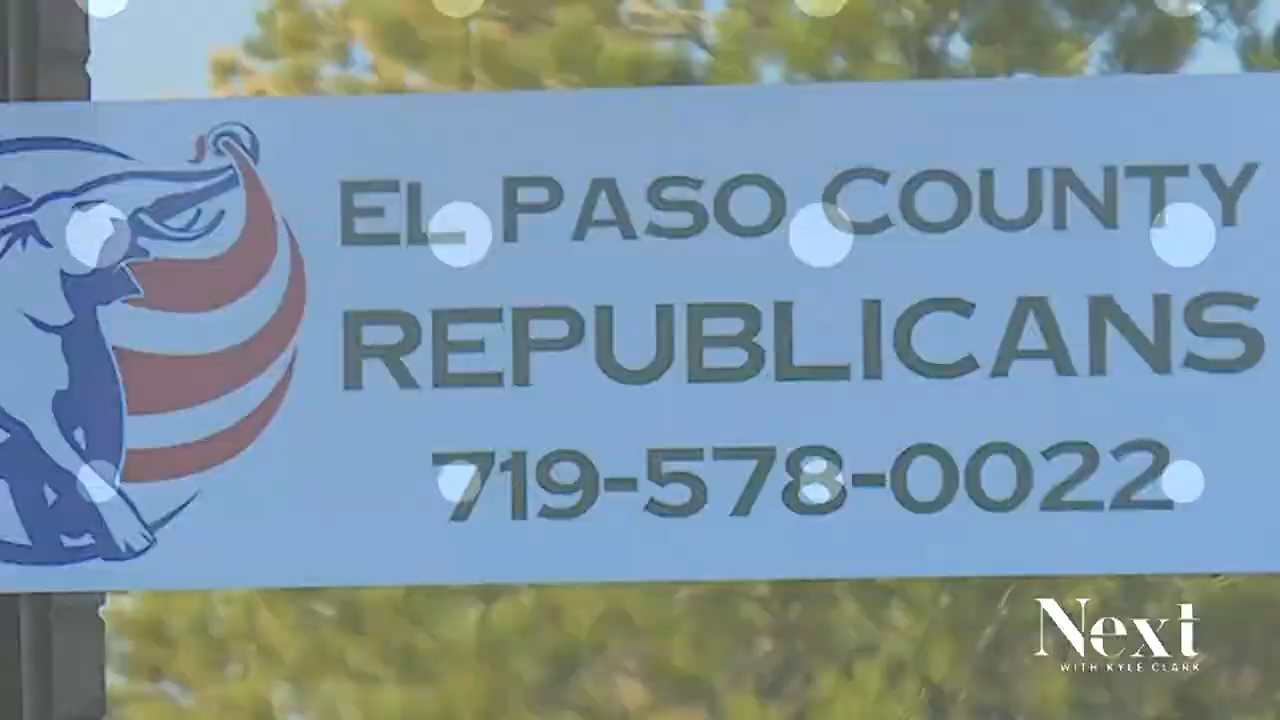 EL PASO COUNTY
REPUBLICANS
719-578-0022
Next
WITH KYLE CLARK